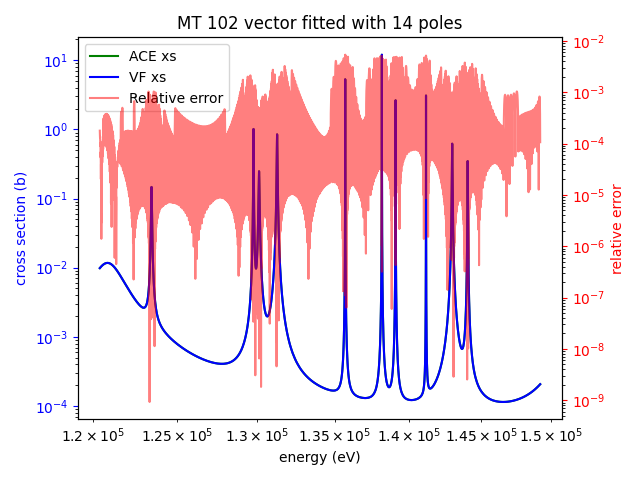 MT 102 vector fitted with 14 poles
ACE xs
VF xs
Relative error
10¹
10⁰
10⁻¹
10⁻²
10⁻³
10⁻⁴
cross section (b)
10⁻²
10⁻³
10⁻⁴
10⁻⁵
10⁻⁶
10⁻⁷
10⁻⁸
10⁻⁹
relative error
1.2 × 10⁵ 1.25 × 10⁵ 1.3 × 10⁵ 1.35 × 10⁵ 1.4 × 10⁵ 1.45 × 10⁵ 1.5 × 10⁵
energy (eV)